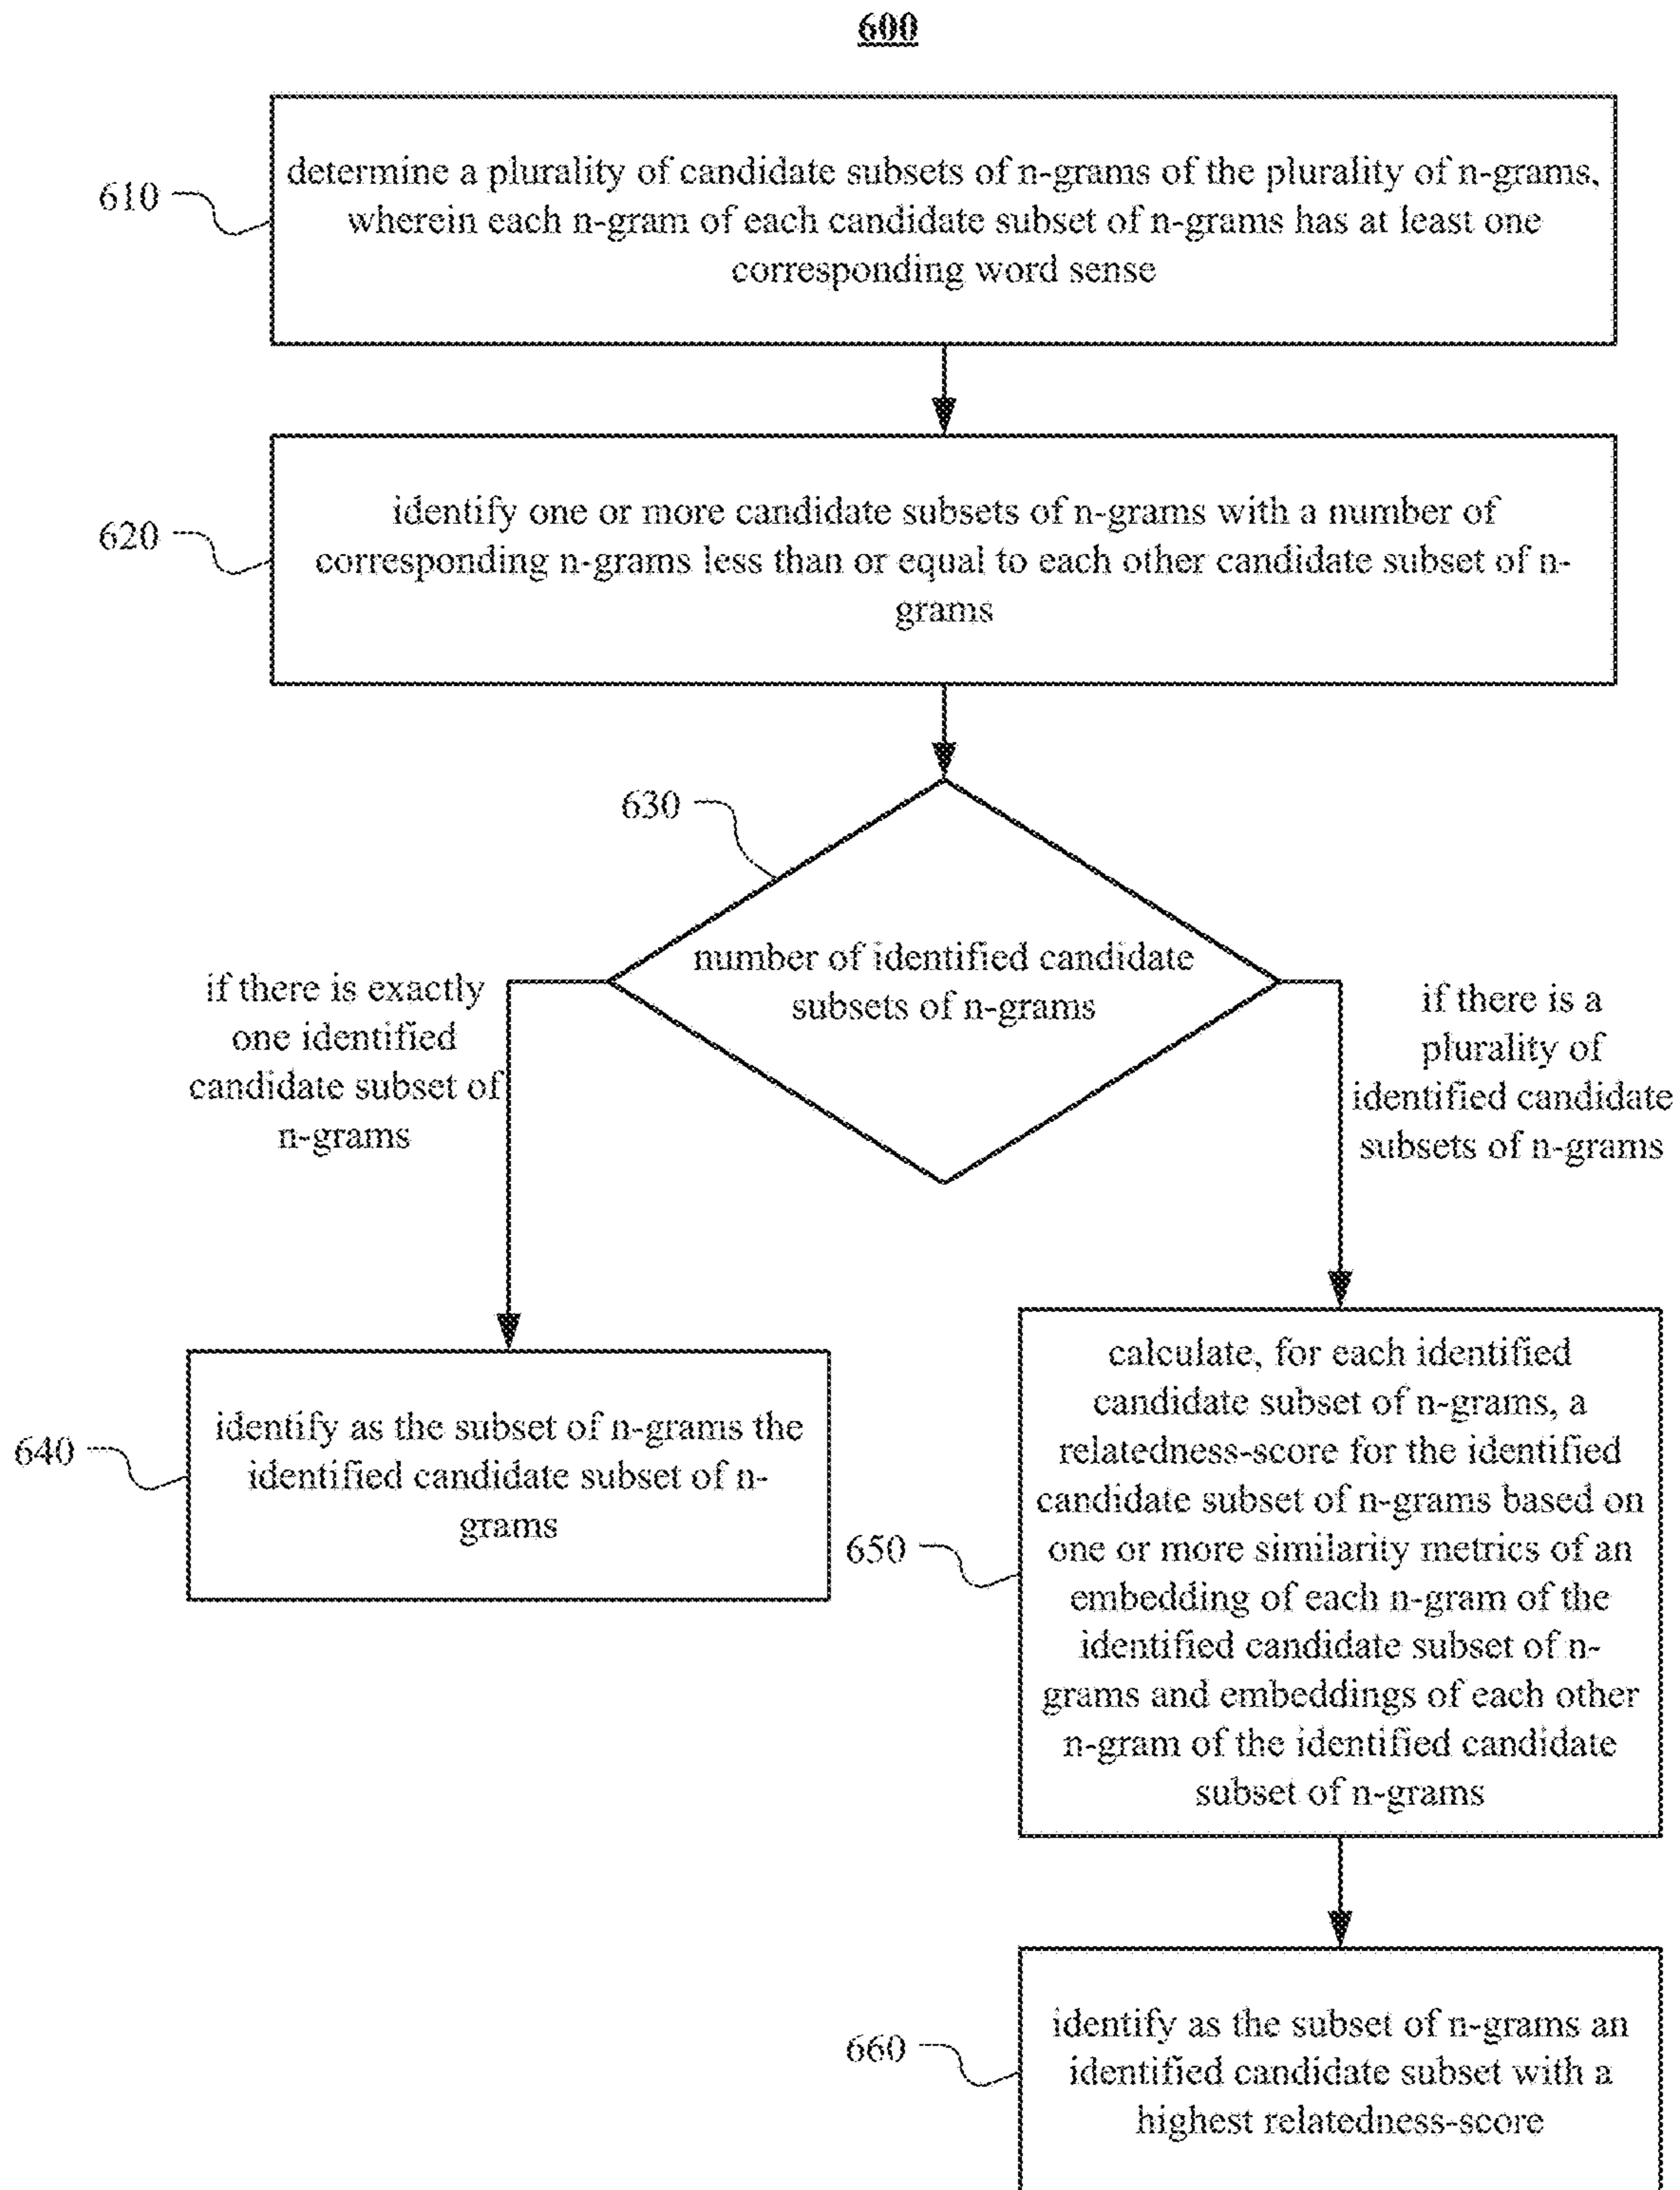 600
610
determine a plurality of candidate subsets of n-grams of the plurality of n-grams,
wherein each n-gram of each candidate subset of n-grams has at least one
corresponding word sense
620
identify one or more candidate subsets of n-grams with a number of
corresponding n-grams less than or equal to each other candidate subset of n-
grams
630
number of identified candidate
subsets of n-grams
if there is exactly
one identified
candidate subset of
n-grams
if there is a
plurality of
identified candidate
subsets of n-grams
640
identify as the subset of n-grams the
identified candidate subset of n-
grams
650
calculate, for each identified
candidate subset of n-grams, a
relatedness-score for the identified
candidate subset of n-grams based on
one or more similarity metrics of an
embedding of each n-gram of the
identified candidate subset of n-
grams and embeddings of each other
n-gram of the identified candidate
subset of n-grams
660
identify as the subset of n-grams an
identified candidate subset with a
highest relatedness-score